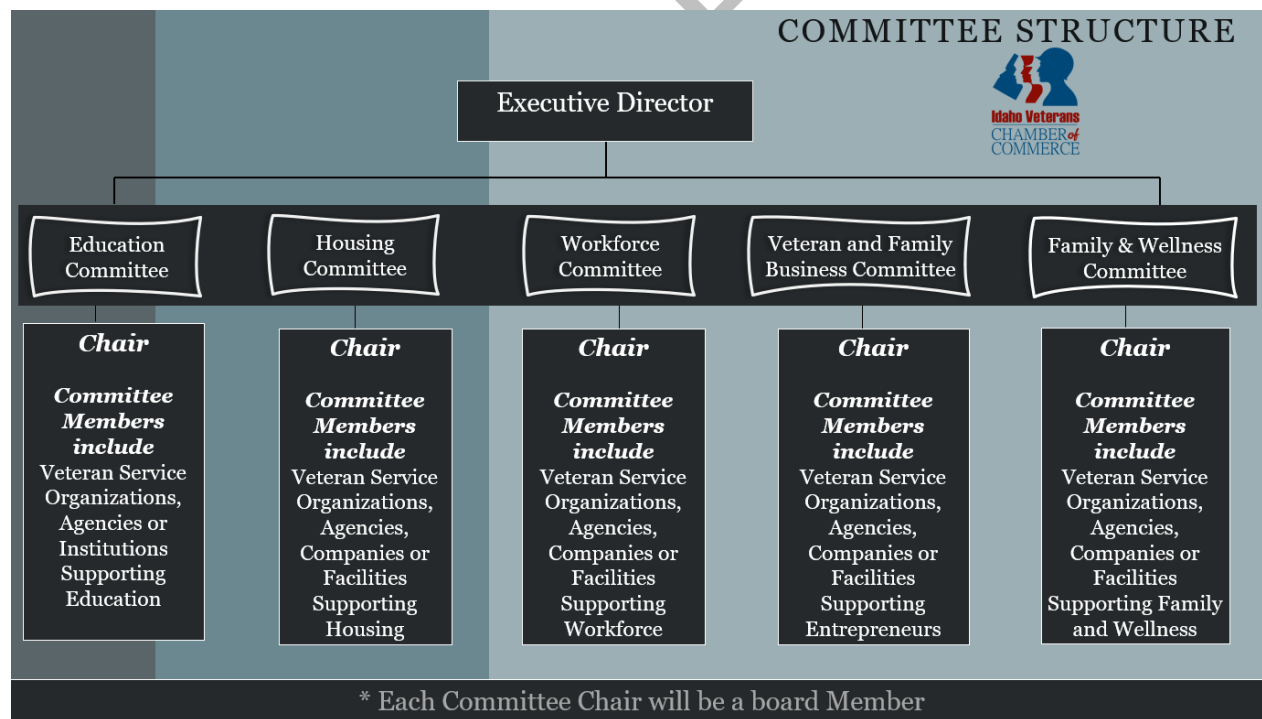 COMMITTEE STRUCTURE
Idaho Veterans
CHAMBER of
COMMERCE
Executive Director
Education
Committee
Housing
Committee
Workforce
Committee
Veteran and Family
Business Committee
Family & Wellness
Committee
Chair
Committee
Members
include
Veteran Service
Organizations,
Agencies or
Institutions
Supporting
Education
Chair
Committee
Members
include
Veteran Service
Organizations,
Agencies,
Companies or
Facilities
Supporting
Housing
Chair
Committee
Members
include
Veteran Service
Organizations,
Agencies,
Companies or
Facilities
Supporting
Workforce
Chair
Committee
Members
include
Veteran Service
Organizations,
Agencies,
Companies or
Facilities
Supporting
Entrepreneurs
Chair
Committee
Members
include
Veteran Service
Organizations,
Agencies,
Companies or
Facilities
Supporting Family
and Wellness
* Each Committee Chair will be a board Member